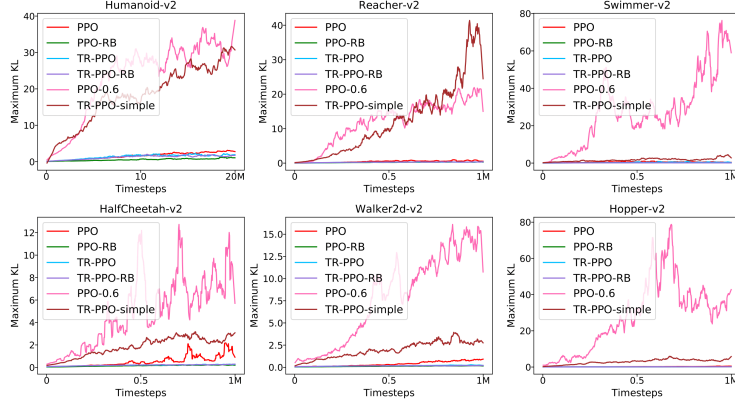 Humanoid-v2
Maximum KL
40
30
20
10
0
PPO
PPO-RB
TR-PPO
TR-PPO-RB
PPO-0.6
TR-PPO-simple
0
10
20M
Timesteps
Reacher-v2
Maximum KL
40
30
20
10
0
PPO
PPO-RB
TR-PPO
TR-PPO-RB
PPO-0.6
TR-PPO-simple
0
0.5
1M
Timesteps
Swimmer-v2
Maximum KL
80
60
40
20
0
PPO
PPO-RB
TR-PPO
TR-PPO-RB
PPO-0.6
TR-PPO-simple
0
0.5
1M
Timesteps
HalfCheetah-v2
Maximum KL
12
10
8
6
4
2
0
PPO
PPO-RB
TR-PPO
TR-PPO-RB
PPO-0.6
TR-PPO-simple
0
0.5
1M
Timesteps
Walker2d-v2
Maximum KL
15.0
12.5
10.0
7.5
5.0
2.5
0.0
PPO
PPO-RB
TR-PPO
TR-PPO-RB
PPO-0.6
TR-PPO-simple
0
0.5
1M
Timesteps
Hopper-v2
Maximum KL
80
60
40
20
0
PPO
PPO-RB
TR-PPO
TR-PPO-RB
PPO-0.6
TR-PPO-simple
0
0.5
1M
Timesteps